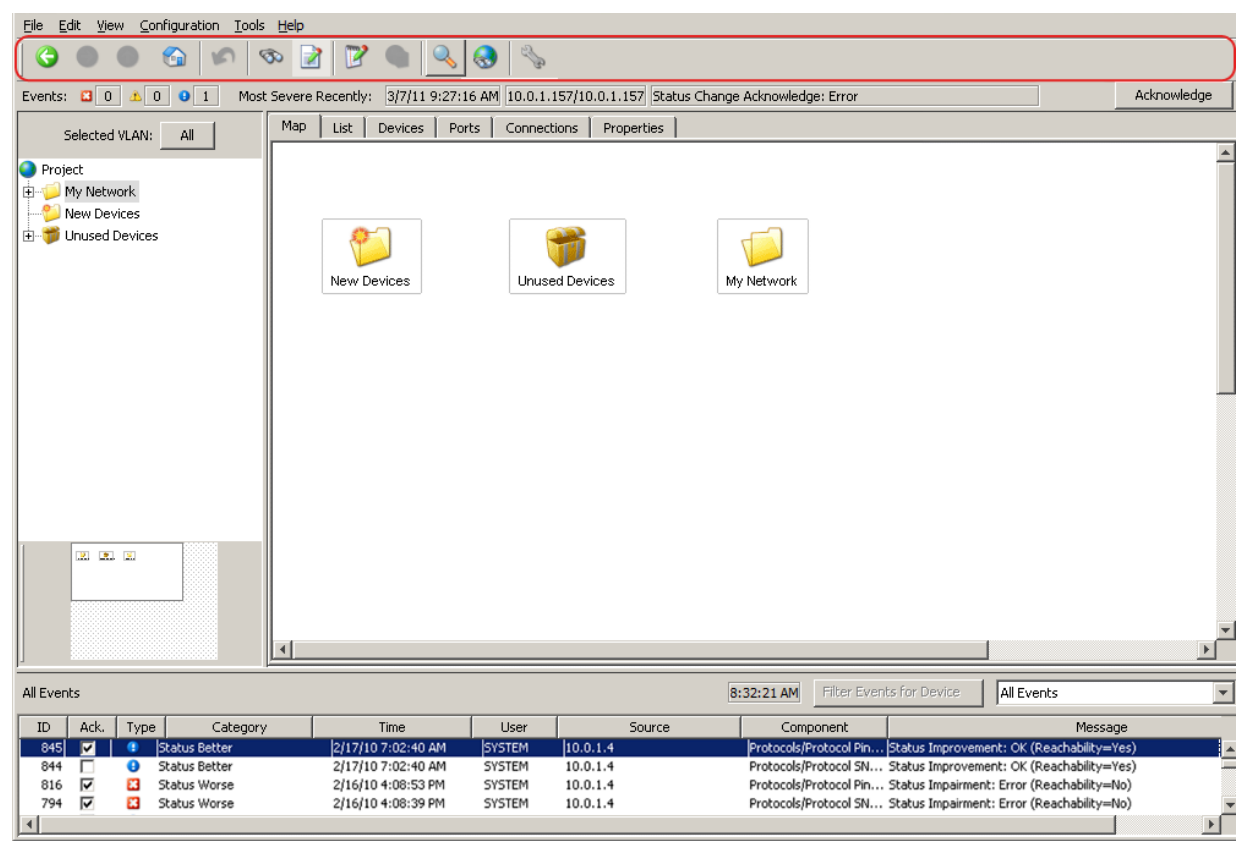 File Edit View Configuration Tools Help
Events: 0 0 1 Most Severe Recently: 3/7/11 9:27:16 AM 10.0.1.157/10.0.1.157 Status Change Acknowledge: Error Acknowledge
Selected VLAN: All
Map List Devices Ports Connections Properties
Project
My Network
New Devices
Unused Devices
New Devices Unused Devices My Network
All Events 8:32:21 AM Filter Events for Device All Events
ID Ack. Type Category Time User Source Component Message
845 Status Better 2/17/10 7:02:40 AM SYSTEM 10.0.1.4 Protocols/Protocol Pin... Status Improvement: OK (Reachability=Yes)
844 Status Better 2/17/10 7:02:40 AM SYSTEM 10.0.1.4 Protocols/Protocol SN... Status Improvement: OK (Reachability=Yes)
816 Status Worse 2/16/10 4:08:53 PM SYSTEM 10.0.1.4 Protocols/Protocol Pin... Status Impairment: Error (Reachability=No)
794 Status Worse 2/16/10 4:08:39 PM SYSTEM 10.0.1.4 Protocols/Protocol SN... Status Impairment: Error (Reachability=No)